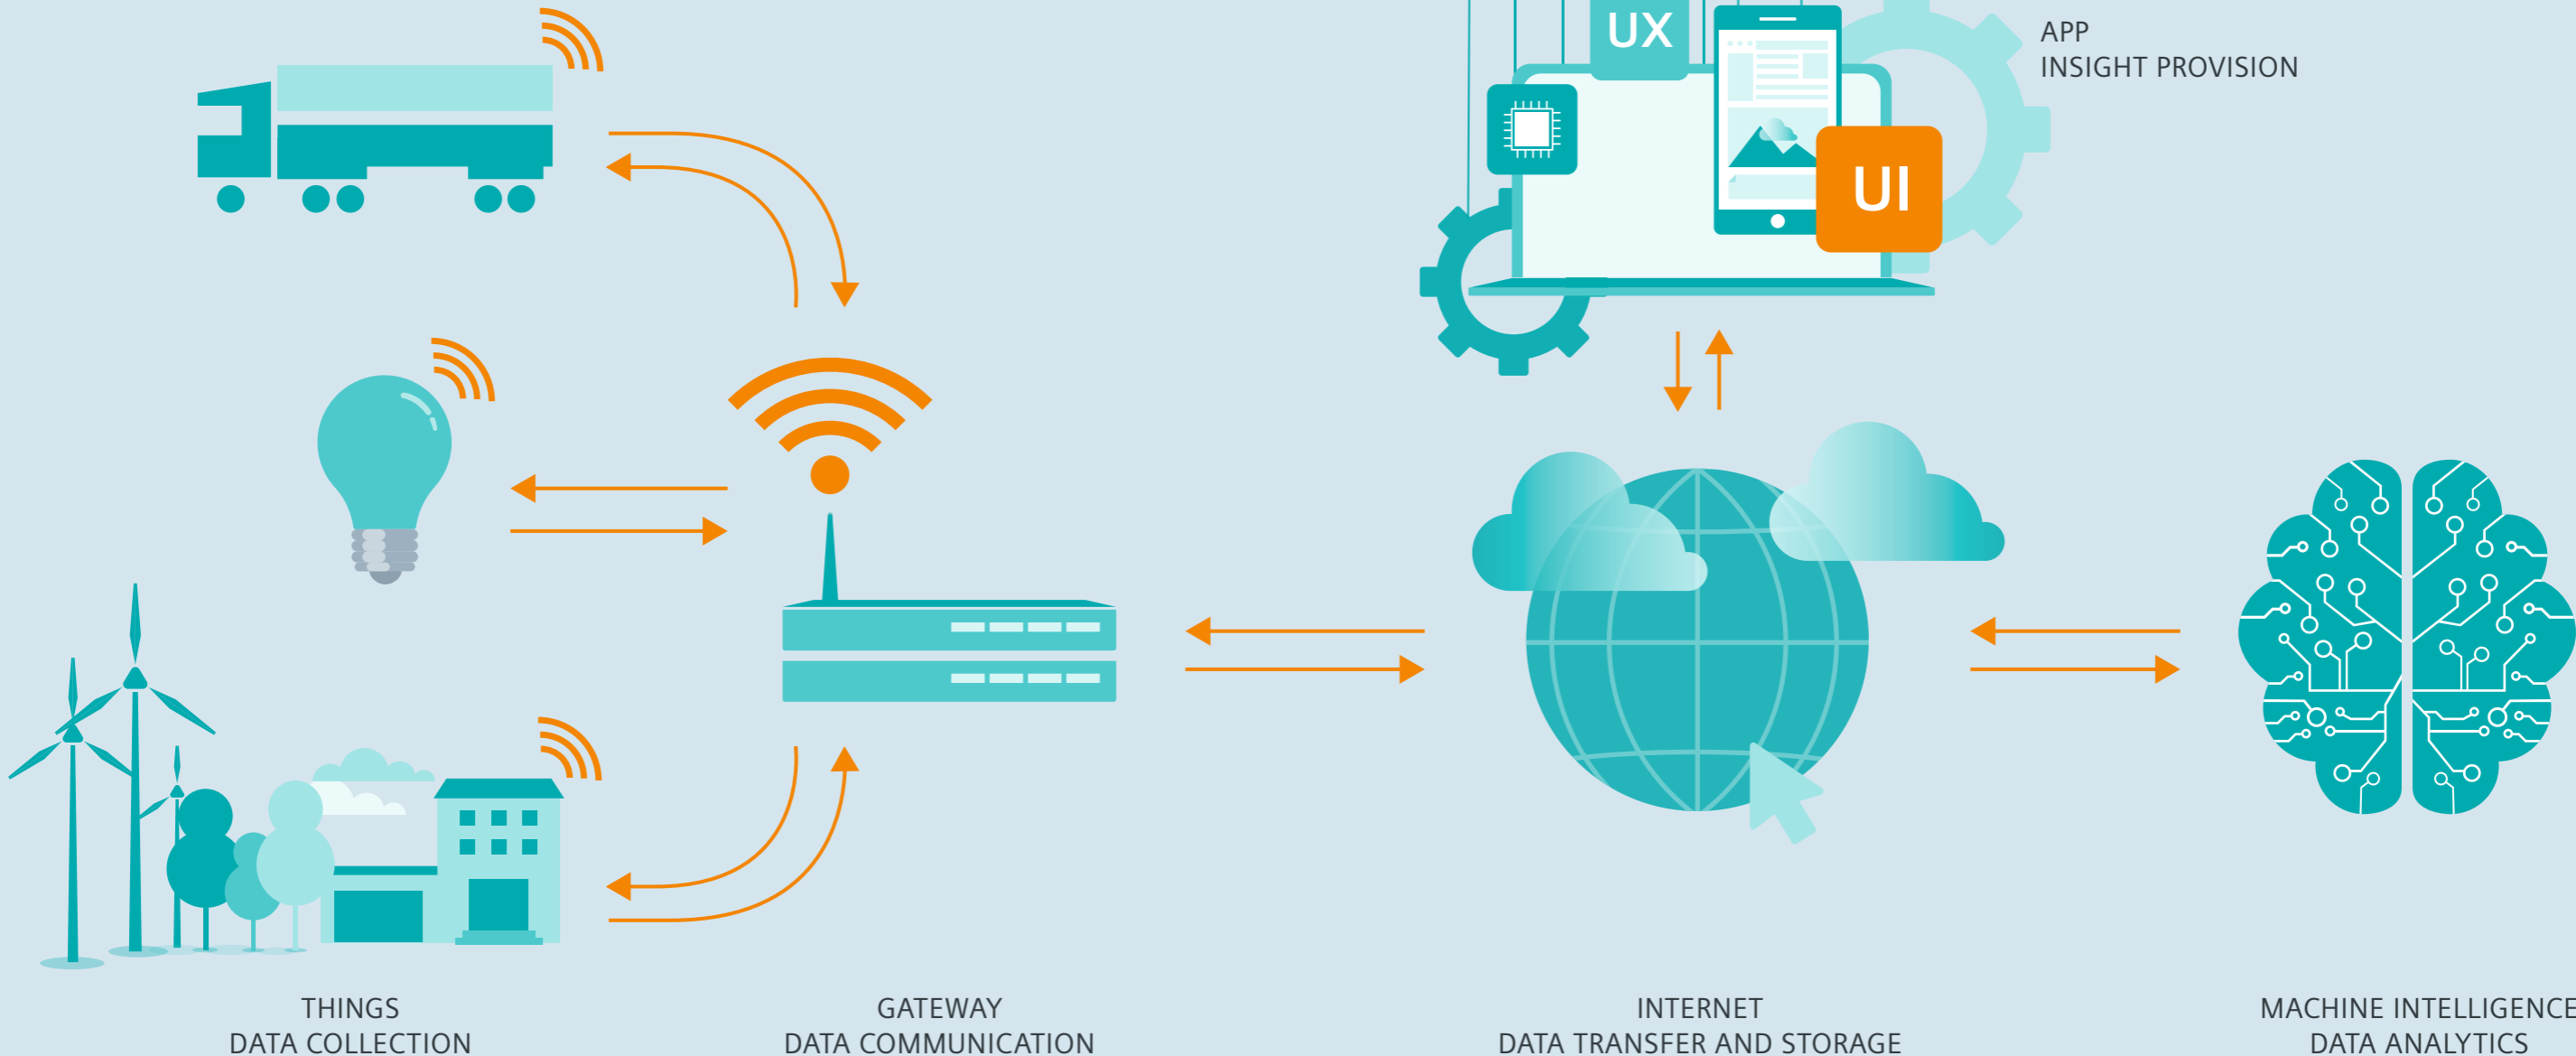 UX
APP
INSIGHT PROVISION
UI
THINGS
DATA COLLECTION
GATEWAY
DATA COMMUNICATION
INTERNET
DATA TRANSFER AND STORAGE
MACHINE INTELLIGENCE
DATA ANALYTICS